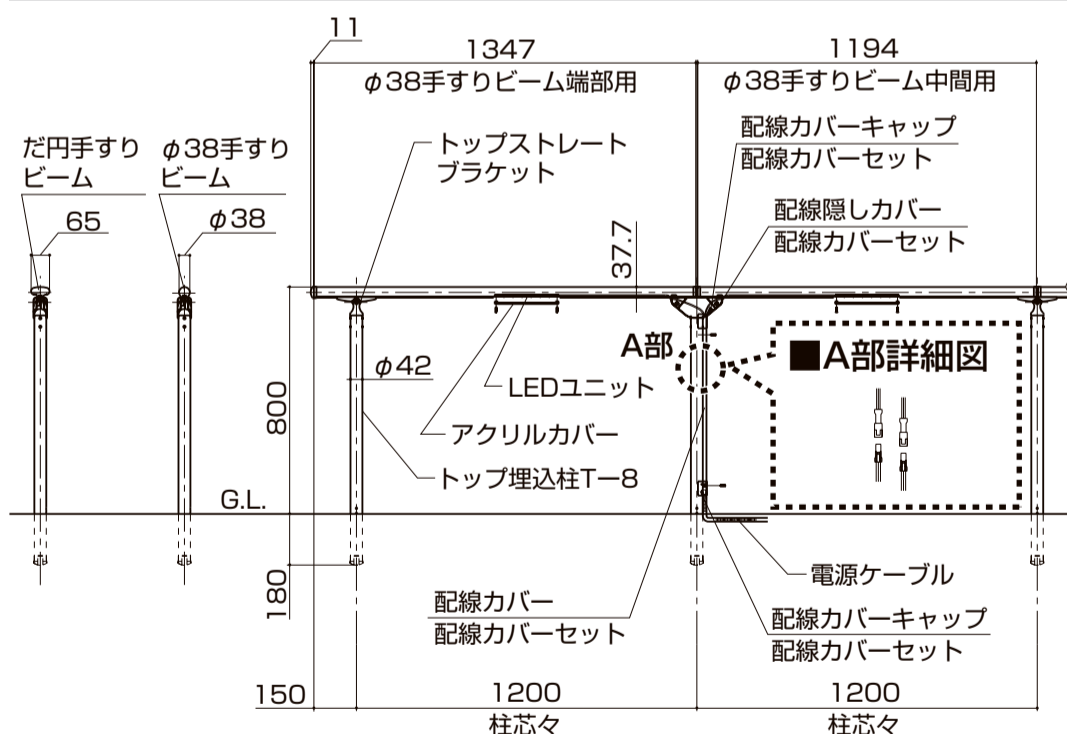 11
1347
1194
φ38手すりビーム端部用
φ38手すりビーム中間用
だ円手すり
ビーム
65
φ38手すり
ビーム
φ38
トップストレート
ブラケット
配線カバーキャップ
配線カバーセット
配線隠しカバー
配線カバーセット
37.7
A部
■A部詳細図
φ42
LEDユニット
アクリルカバー
トップ埋込柱T−8
800
G.L.
180
電源ケーブル
配線カバー
配線カバーセット
配線カバーキャップ
配線カバーセット
150
1200
柱芯々
1200
柱芯々